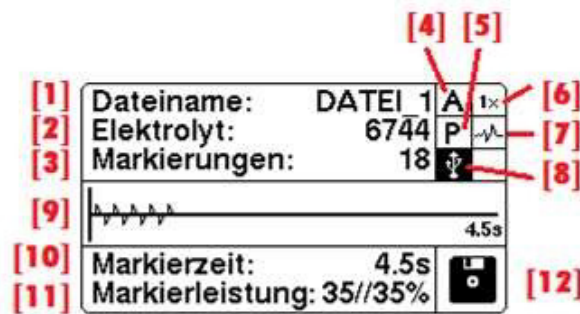 [4] [5]
[1] Dateiname: DATEI_1 A 1× [6]
[2] Elektrolyt: 6744 P [7]
[3] Markierungen: 18 [8]
[9] 4.5s
[10] Markierzeit: 4.5s
[11] Markierleistung: 35//35% [12]